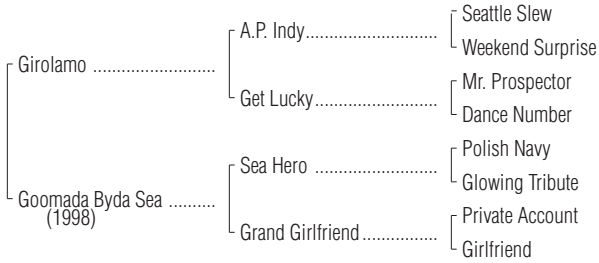 Seattle Slew
A.P. Indy
Weekend Surprise
Girolamo
Mr. Prospector
Get Lucky
Dance Number
Polish Navy
Sea Hero
Glowing Tribute
Goomada Byda Sea
(1998)
Private Account
Grand Girlfriend
Girlfriend